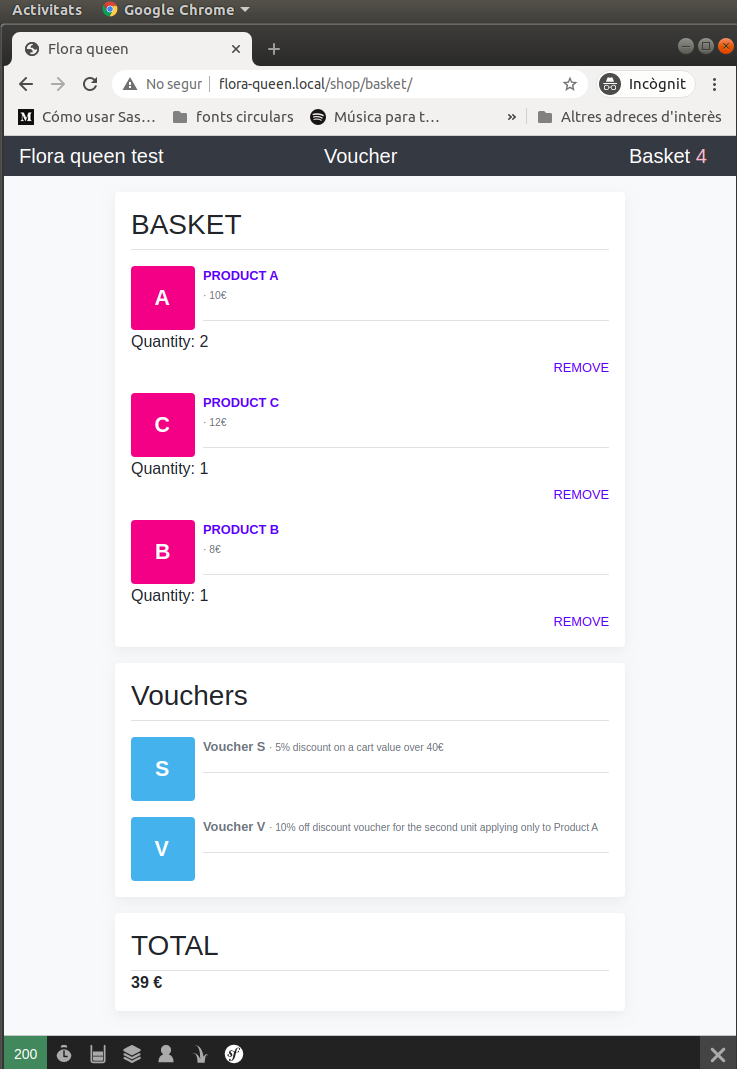 Activitats Google Chrome
Flora queen
No segur flora-queen.local/shop/basket/ Incògnit
M Cómo usar Sas... fonts circulars Música para t... » Altres adreces d'interès
Flora queen test Voucher Basket 4
BASKET
A PRODUCT A
· 10€
Quantity: 2
REMOVE
C PRODUCT C
· 12€
Quantity: 1
REMOVE
B PRODUCT B
· 8€
Quantity: 1
REMOVE
Vouchers
S Voucher S · 5% discount on a cart value over 40€
V Voucher V · 10% off discount voucher for the second unit applying only to Product A
TOTAL
39 €
200 sf